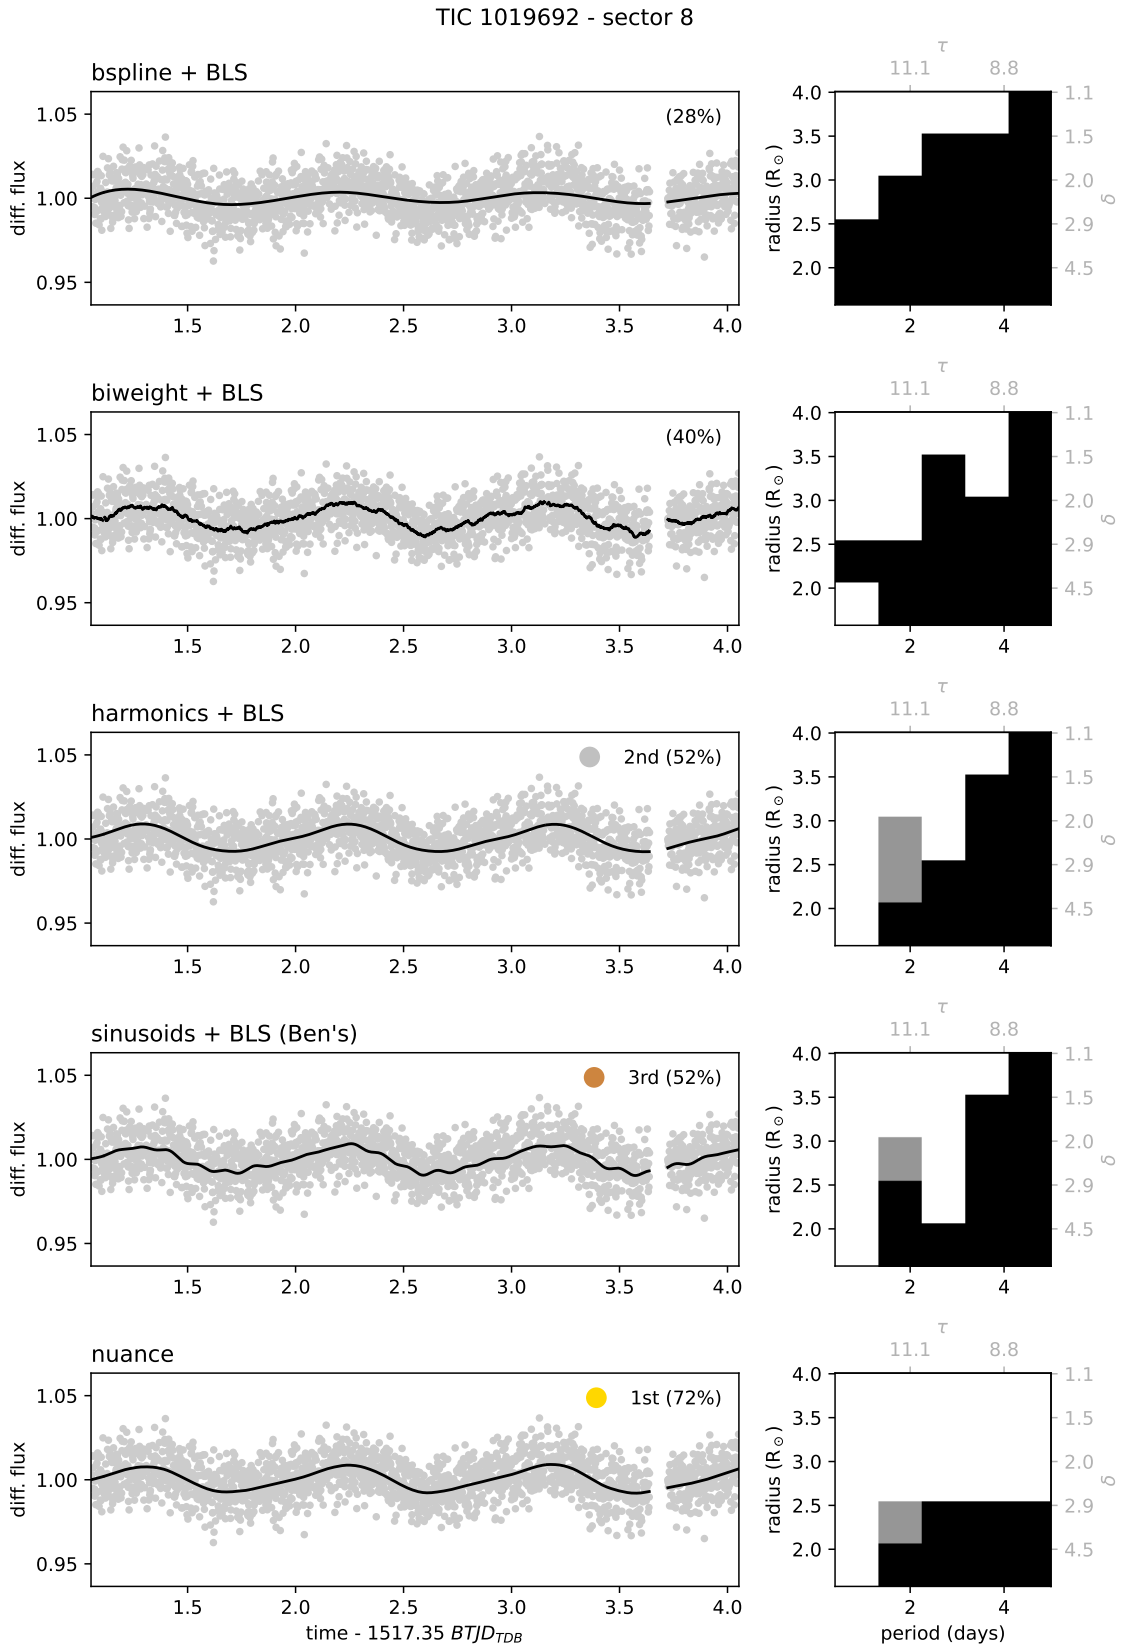 TIC 1019692 - sector 8
bspline + BLS
(28%)
diff. flux
1.05
1.00
0.95
1.5 2.0 2.5 3.0 3.5 4.0
τ
11.1 8.8
radius (R☉)
4.0
3.5
3.0
2.5
2.0
1.1
1.5
2.0
2.9
4.5
δ
2 4
biweight + BLS
(40%)
diff. flux
1.05
1.00
0.95
1.5 2.0 2.5 3.0 3.5 4.0
τ
11.1 8.8
radius (R☉)
4.0
3.5
3.0
2.5
2.0
1.1
1.5
2.0
2.9
4.5
δ
2 4
harmonics + BLS
2nd (52%)
diff. flux
1.05
1.00
0.95
1.5 2.0 2.5 3.0 3.5 4.0
τ
11.1 8.8
radius (R☉)
4.0
3.5
3.0
2.5
2.0
1.1
1.5
2.0
2.9
4.5
δ
2 4
sinusoids + BLS (Ben's)
3rd (52%)
diff. flux
1.05
1.00
0.95
1.5 2.0 2.5 3.0 3.5 4.0
τ
11.1 8.8
radius (R☉)
4.0
3.5
3.0
2.5
2.0
1.1
1.5
2.0
2.9
4.5
δ
2 4
nuance
1st (72%)
diff. flux
1.05
1.00
0.95
1.5 2.0 2.5 3.0 3.5 4.0
time - 1517.35 BTJD_TDB
τ
11.1 8.8
radius (R☉)
4.0
3.5
3.0
2.5
2.0
1.1
1.5
2.0
2.9
4.5
δ
2 4
period (days)